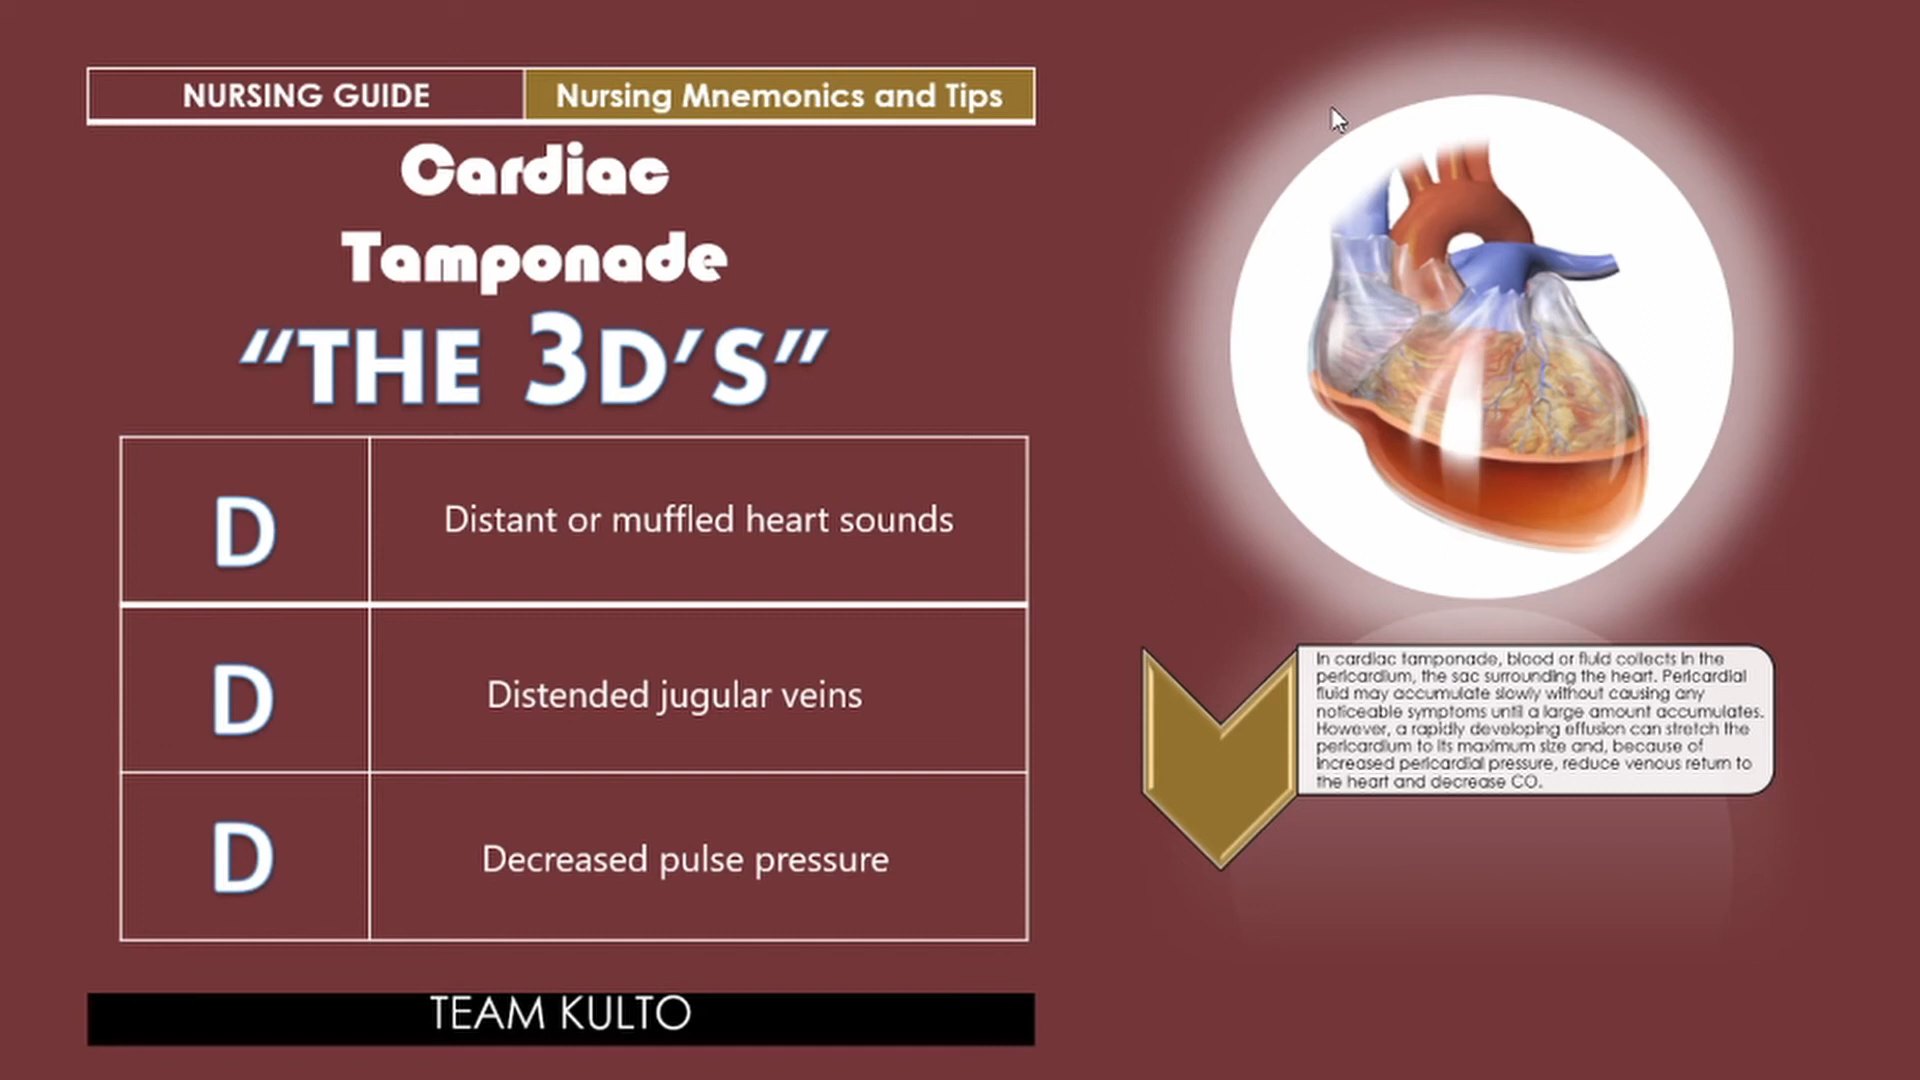 NURSING GUIDE
Nursing Mnemonics and Tips
Cardiac
Tamponade
“THE 3D’S”
D
Distant or muffled heart sounds
D
Distended jugular veins
D
Decreased pulse pressure
TEAM KULTO
In cardiac tamponade, blood or fluid collects in the
pericardium, the sac surrounding the heart. Pericardial
fluid may accumulate slowly without causing any
noticeable symptoms until a large amount accumulates.
However, a rapidly developing effusion can stretch the
pericardium to its maximum size and, because of
increased pericardial pressure, reduce venous return to
the heart and decrease CO.